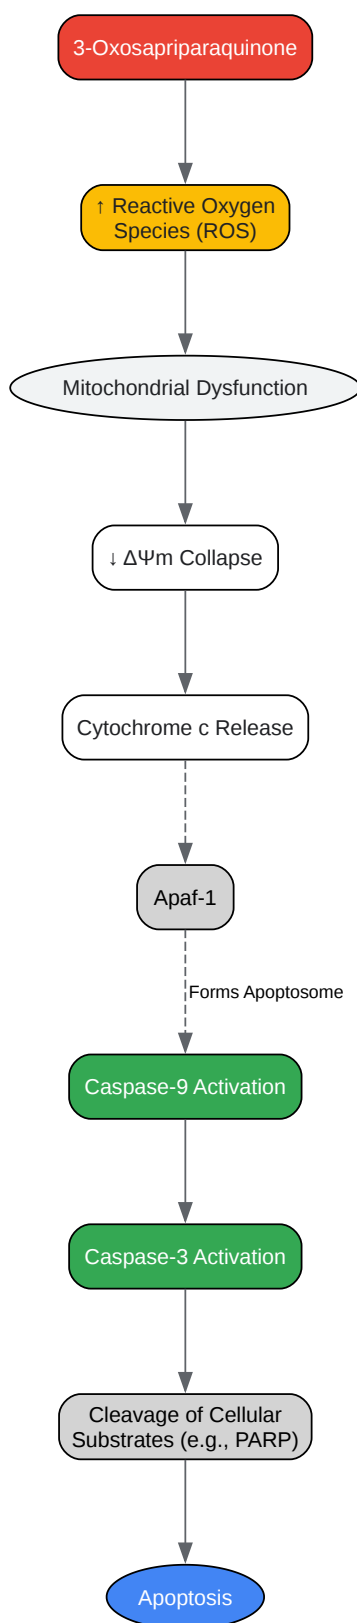 3-Oxosapriparaquinone
↑ Reactive Oxygen
Species (ROS)
Mitochondrial Dysfunction
↓ ΔΨm Collapse
Cytochrome c Release
Apaf-1
Forms Apoptosome
Caspase-9 Activation
Caspase-3 Activation
Cleavage of Cellular
Substrates (e.g., PARP)
Apoptosis